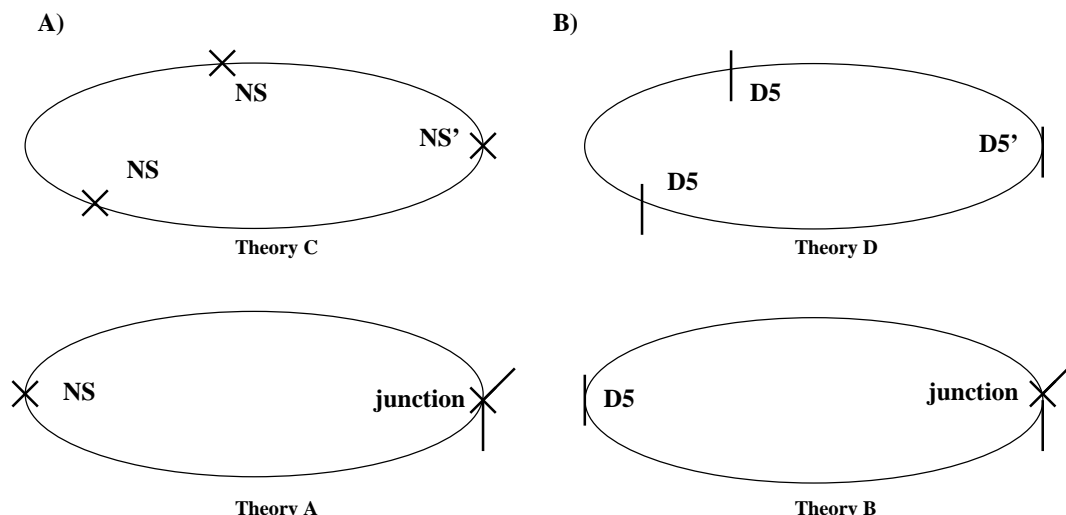 A)
B)
NS
D5
NS'
D5'
NS
D5
Theory C
Theory D
NS
junction
D5
junction
Theory A
Theory B